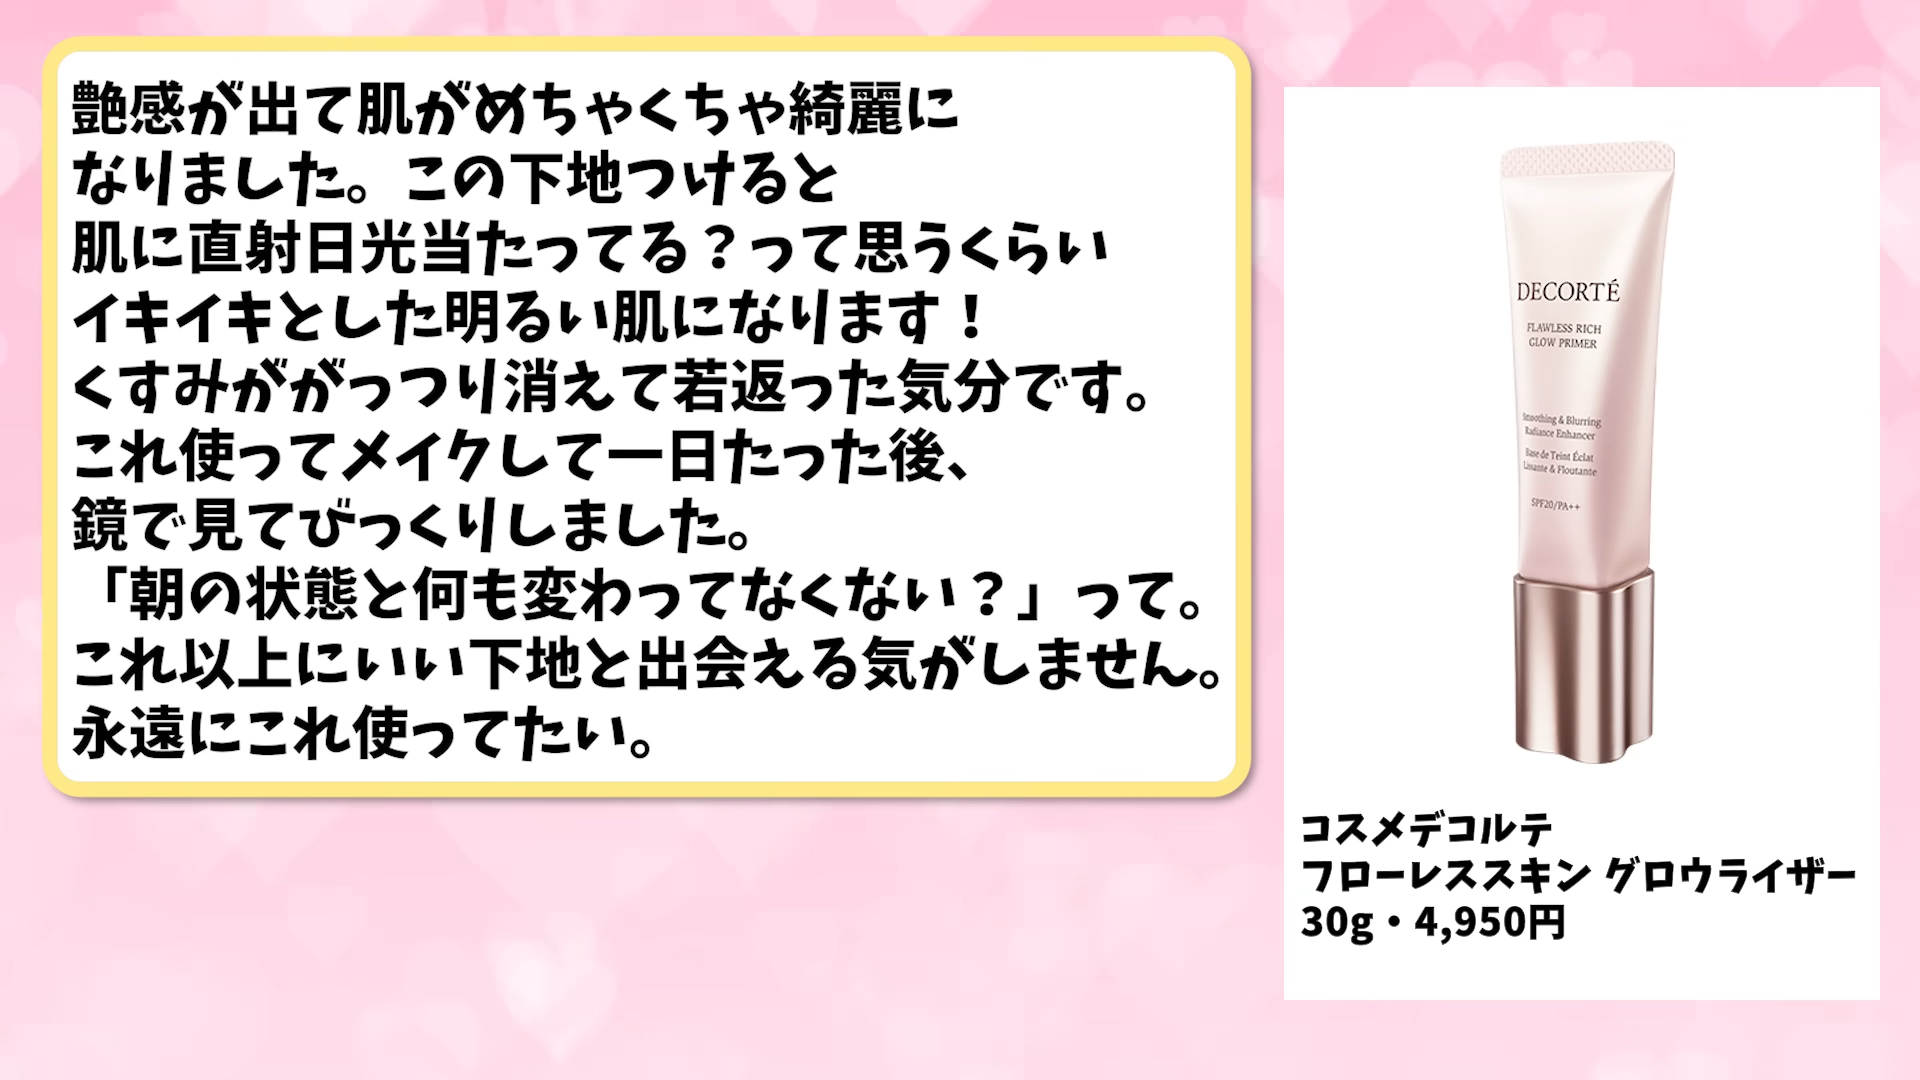 艶感が出て肌がめちゃくちゃ綺麗に
なりました。この下地つけると
肌に直射日光当たってる？って思うくらい
イキイキとした明るい肌になります！
くすみががっつり消えて若返った気分です。
これ使ってメイクして一日たった後、
鏡で見てびっくりしました。
「朝の状態と何も変わってなくない？」って。
これ以上にいい下地と出会える気がしません。
永遠にこれ使ってたい。
DECORTÉ
FLAWLESS RICH
GLOW PRIMER
Smoothing & Blurring
Radiance Enhancer
Base de Teint Éclat
Lissante & Floutante
SPF20/PA++
コスメデコルテ
フローレススキン グロウライザー
30g・4,950円